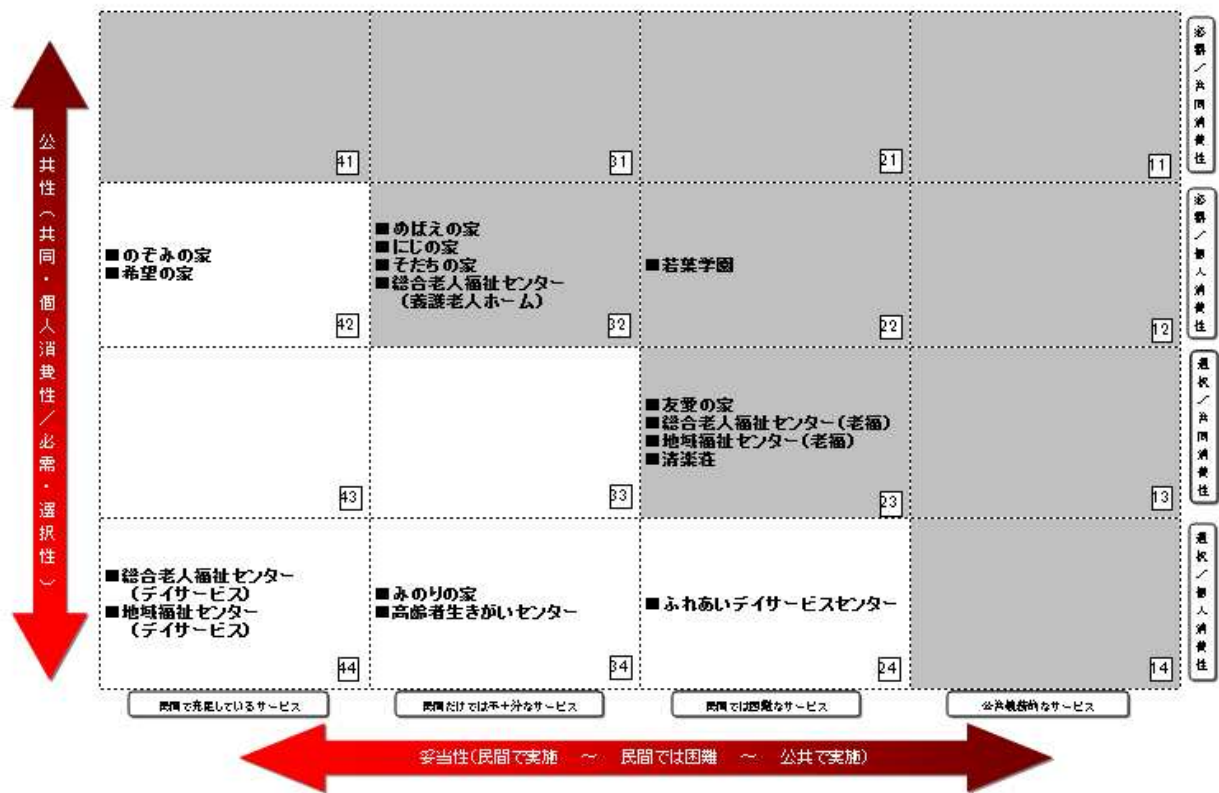 公共性（共同・個人消費性／必需・選択性）
41
31
21
11
必需／共同消費性
■のぞみの家
■希望の家
42
■めばえの家
■にじの家
■そだちの家
■総合老人福祉センター
（養護老人ホーム）
32
■若葉学園
22
12
必需／個人消費性
43
33
■友愛の家
■総合老人福祉センター(老福)
■地域福祉センター(老福)
■清楽荘
23
13
選択／共同消費性
■総合老人福祉センター
（デイサービス）
■地域福祉センター
（デイサービス）
44
■みのりの家
■高齢者生きがいセンター
34
■ふれあいデイサービスセンター
24
14
選択／個人消費性
民間で充足しているサービス
民間だけでは不十分なサービス
民間では困難なサービス
公共義務的なサービス
妥当性(民間で実施　～　民間では困難　～　公共で実施)